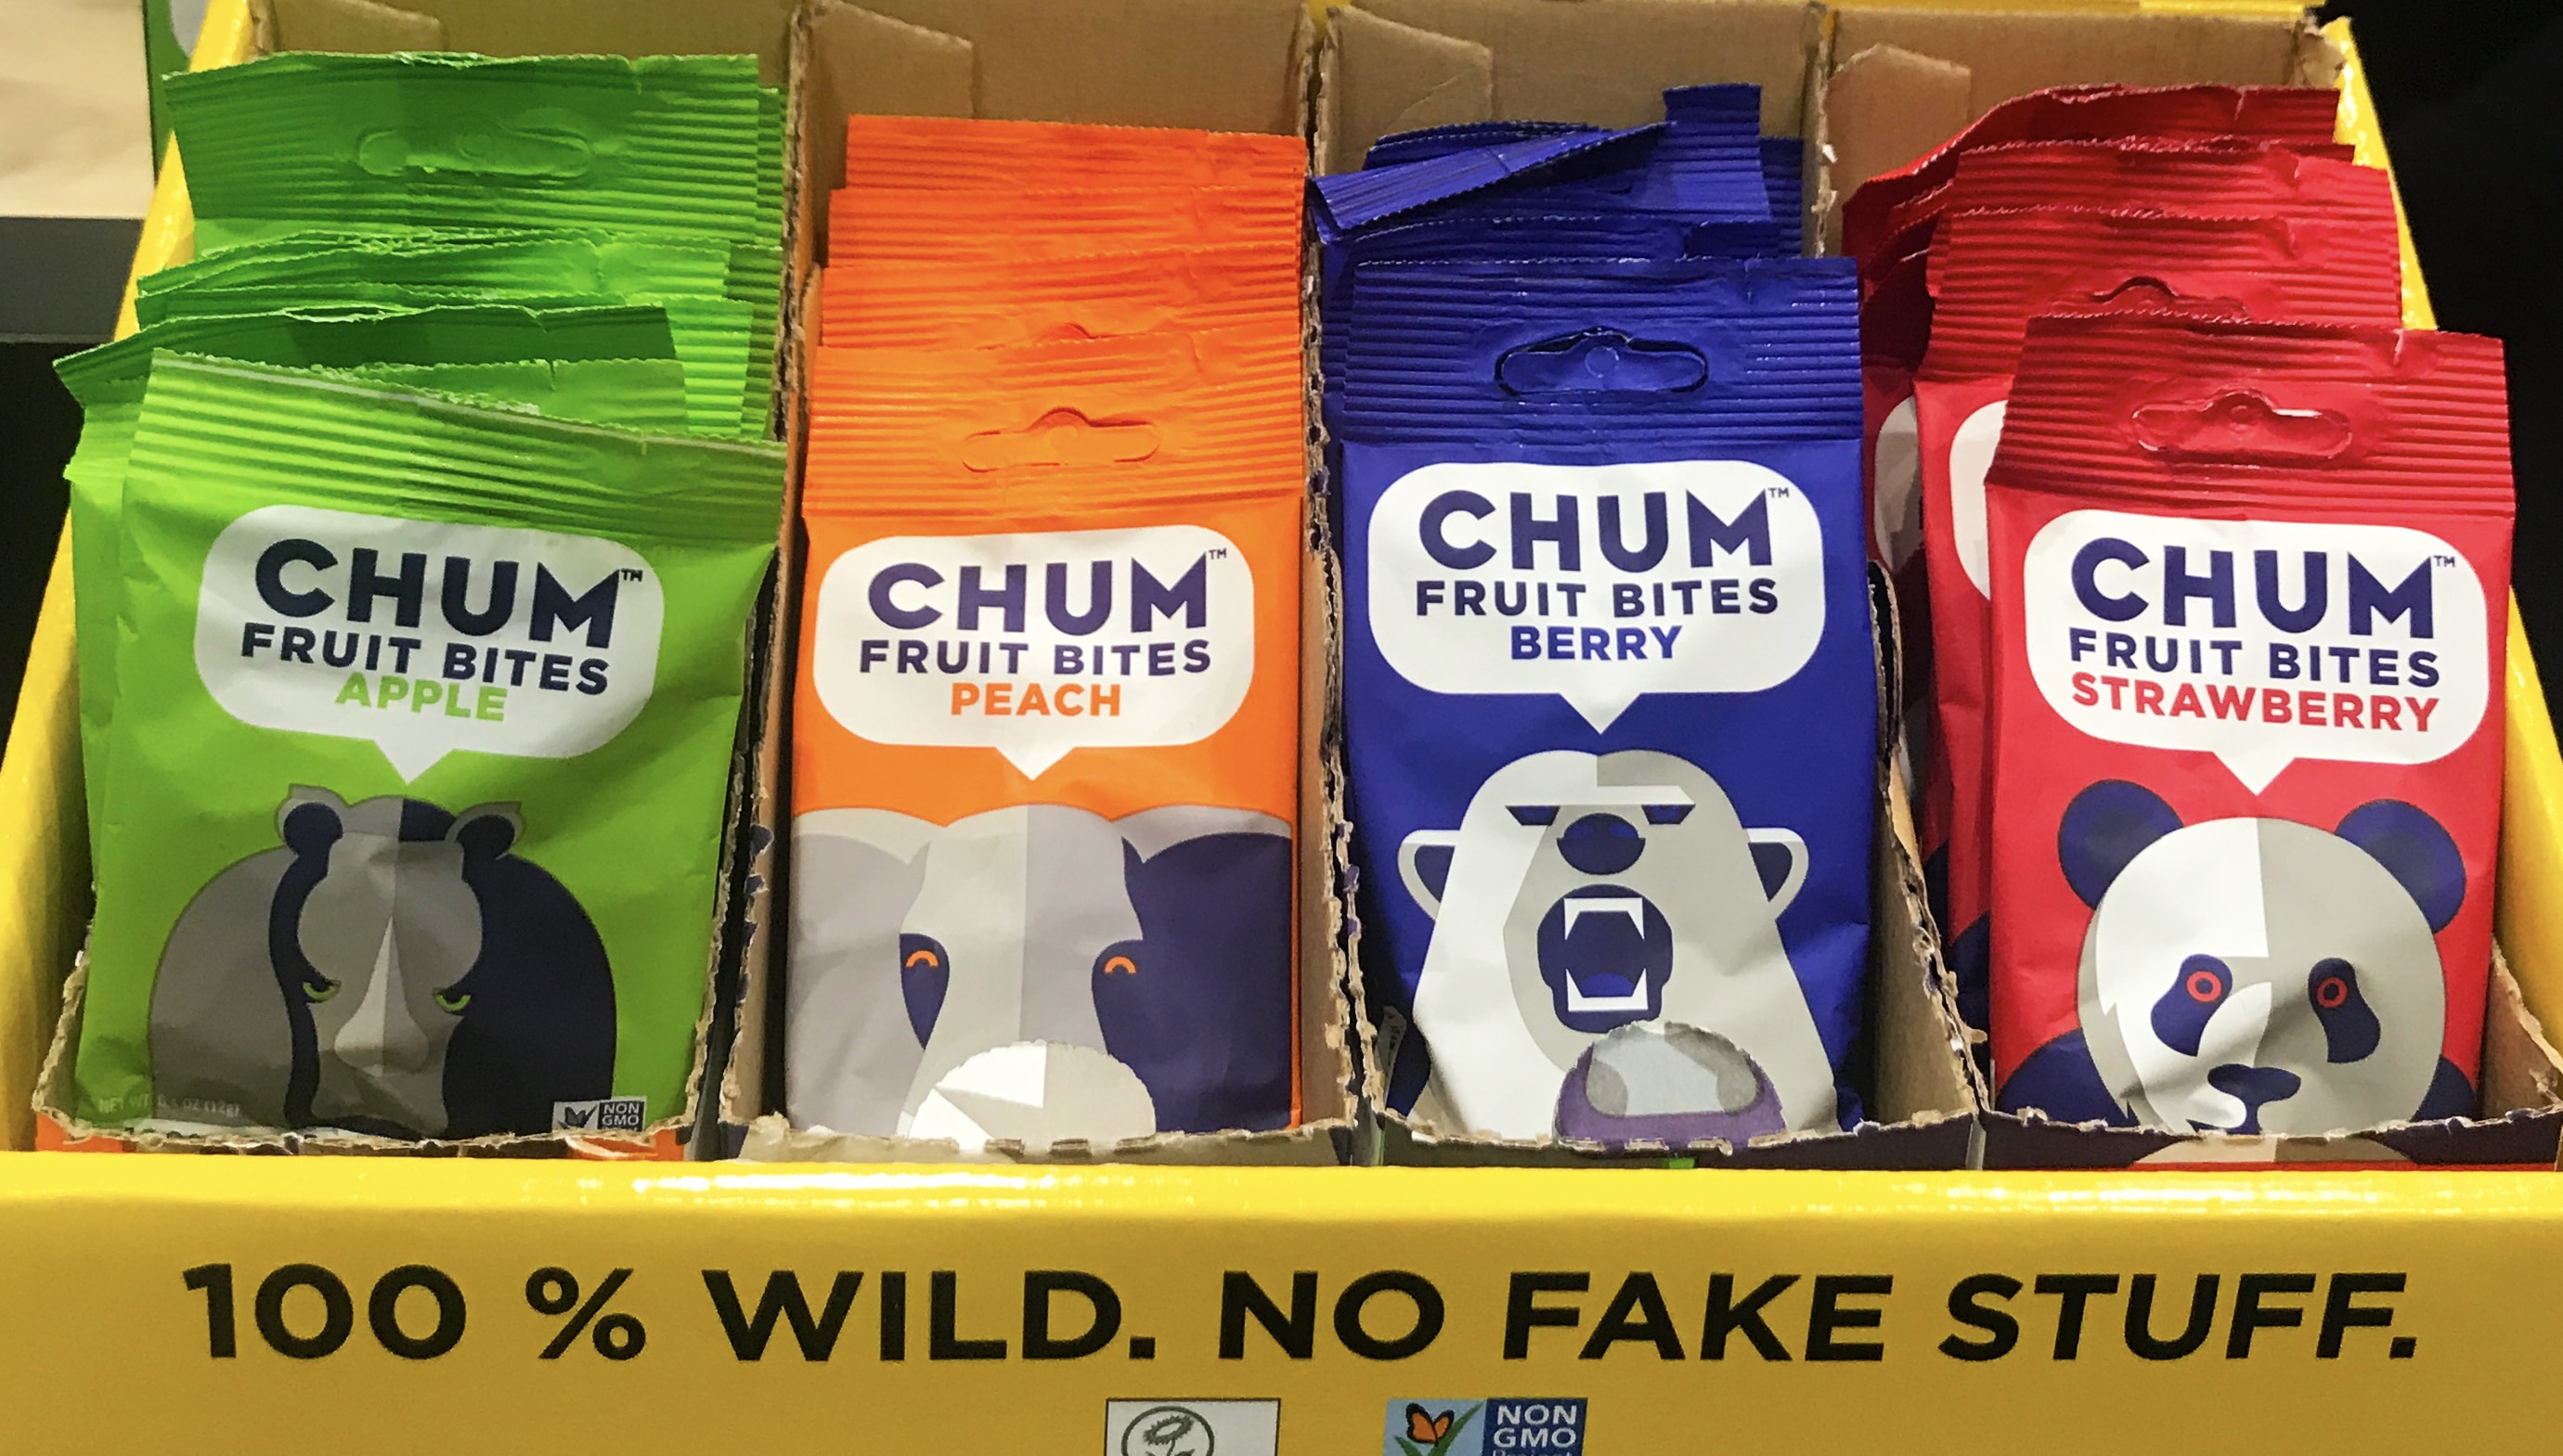 CHUM™
FRUIT BITES
APPLE
CHUM™
FRUIT BITES
PEACH
CHUM™
FRUIT BITES
BERRY
CHUM™
FRUIT BITES
STRAWBERRY
NON
GMO
100 % WILD. NO FAKE STUFF.
NON
GMO